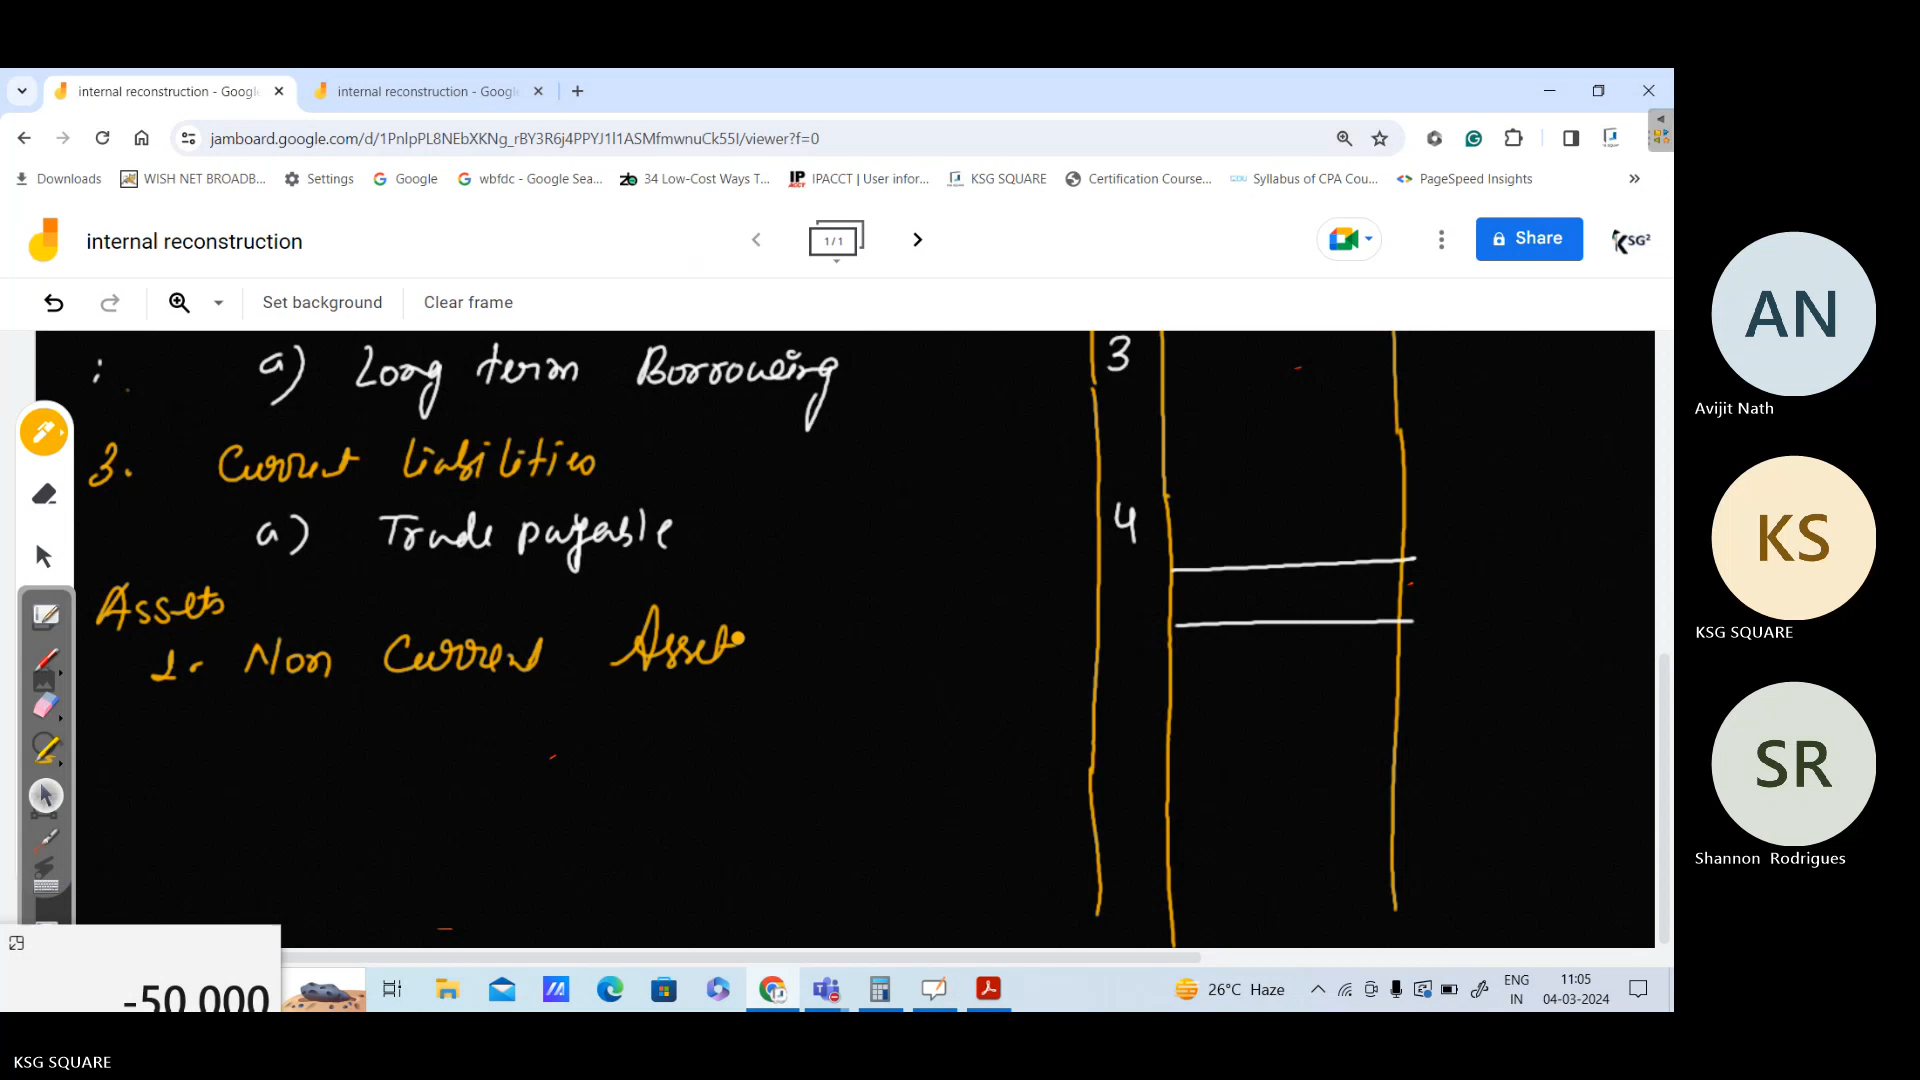 internal reconstruction - Google
internal reconstruction - Goog
jamboard.google.com/d/1PnlpPL8NEbXKNg_rBY3R6j4PPYJ1l1ASMfmwnuCk55I/viewer?f=0
Downloads
WISH NET BROADB...
Settings
Google
wbfdc - Google Sea...
34 Low-Cost Ways T...
IPACCT | User infor...
KSG SQUARE
Certification Course...
Syllabus of CPA Cou...
PageSpeed Insights
internal reconstruction
1 / 1
Share
KSG²
Set background
Clear frame
a) Long term Borrowing
3
3. Current liabilities
a) Trade payable
4
Assets
1. Non Current Asset
AN
Avijit Nath
KS
KSG SQUARE
SR
Shannon Rodrigues
-50,000
26°C Haze
ENG
IN
11:05
04-03-2024
KSG SQUARE